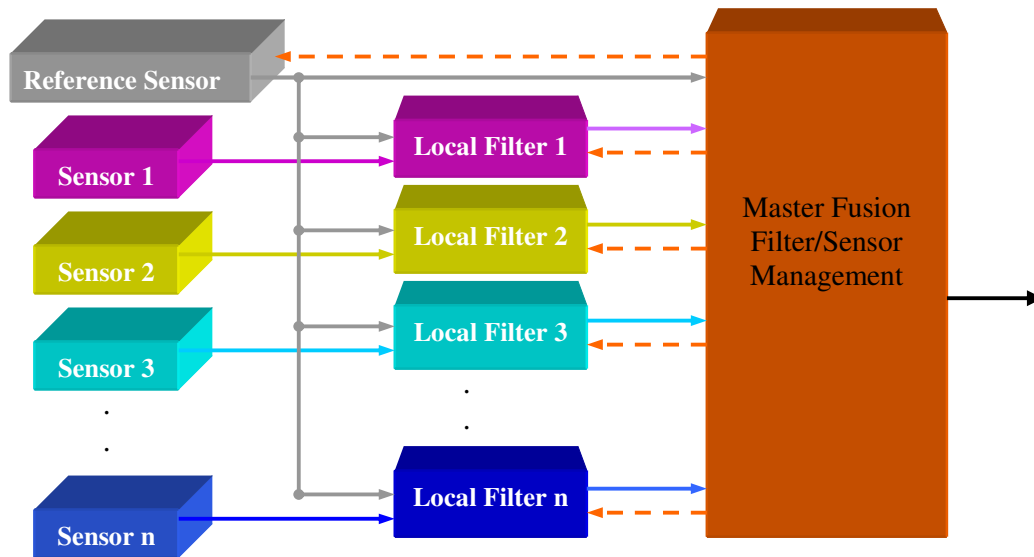 Reference Sensor
Sensor 1
Local Filter 1
Sensor 2
Local Filter 2
Sensor 3
Local Filter 3
.
.
.
.
Sensor n
Local Filter n
Master Fusion
Filter/Sensor
Management